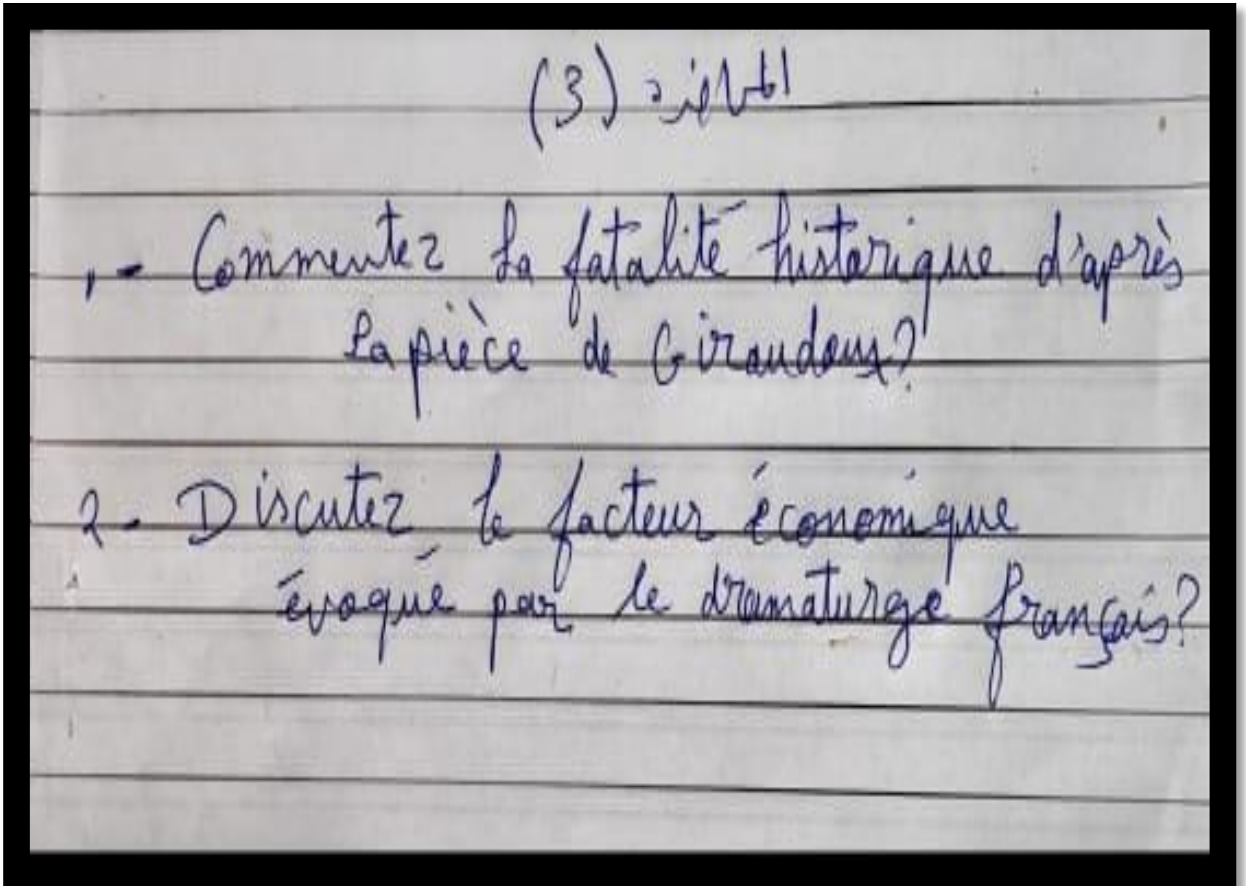 (3)
1 - Commentez la fatalité historique d'après
la pièce de Giraudoux?
2 - Discutez le facteur économique
évoqué par le dramaturge français?